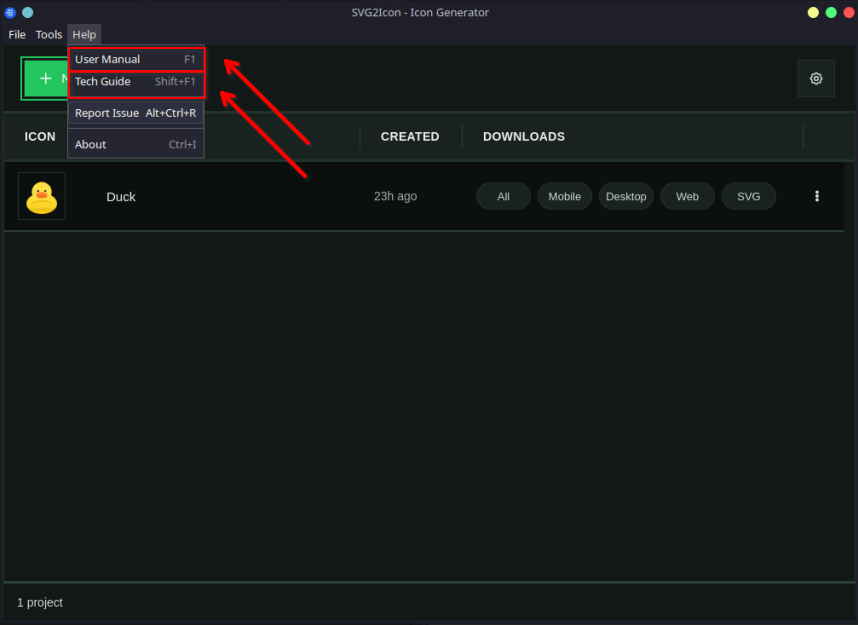 SVG2Icon - Icon Generator
File Tools Help
User Manual F1
Tech Guide Shift+F1
Report Issue Alt+Ctrl+R
About Ctrl+I
ICON CREATED DOWNLOADS
Duck 23h ago All Mobile Desktop Web SVG
1 project